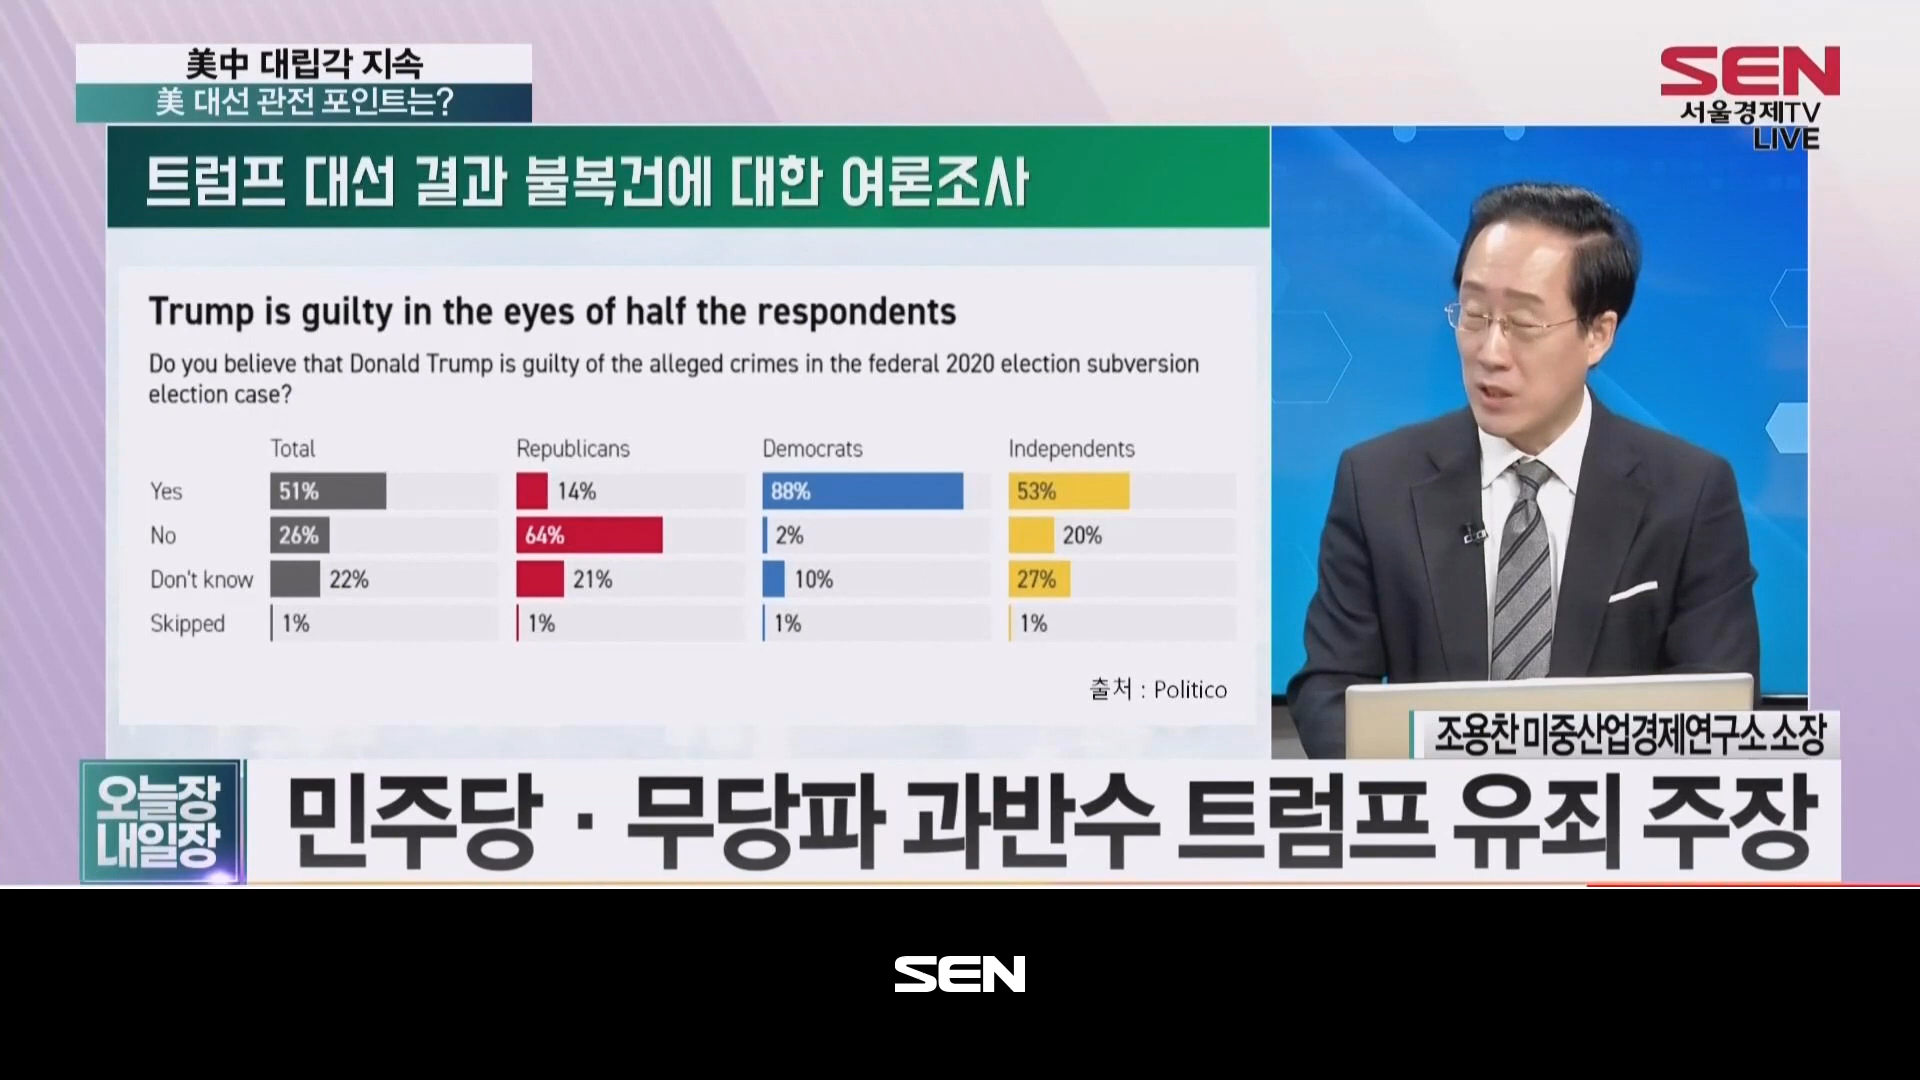 美中 대립각 지속
美 대선 관전 포인트는?
SEN
서울경제TV
LIVE
트럼프 대선 결과 불복건에 대한 여론조사
Trump is guilty in the eyes of half the respondents
Do you believe that Donald Trump is guilty of the alleged crimes in the federal 2020 election subversion
election case?
Total Republicans Democrats Independents
Yes 51% 14% 88% 53%
No 26% 64% 2% 20%
Don't know 22% 21% 10% 27%
Skipped 1% 1% 1% 1%
출처 : Politico
조용찬 미중산업경제연구소 소장
오늘장
내일장
민주당 · 무당파 과반수 트럼프 유죄 주장
SEN